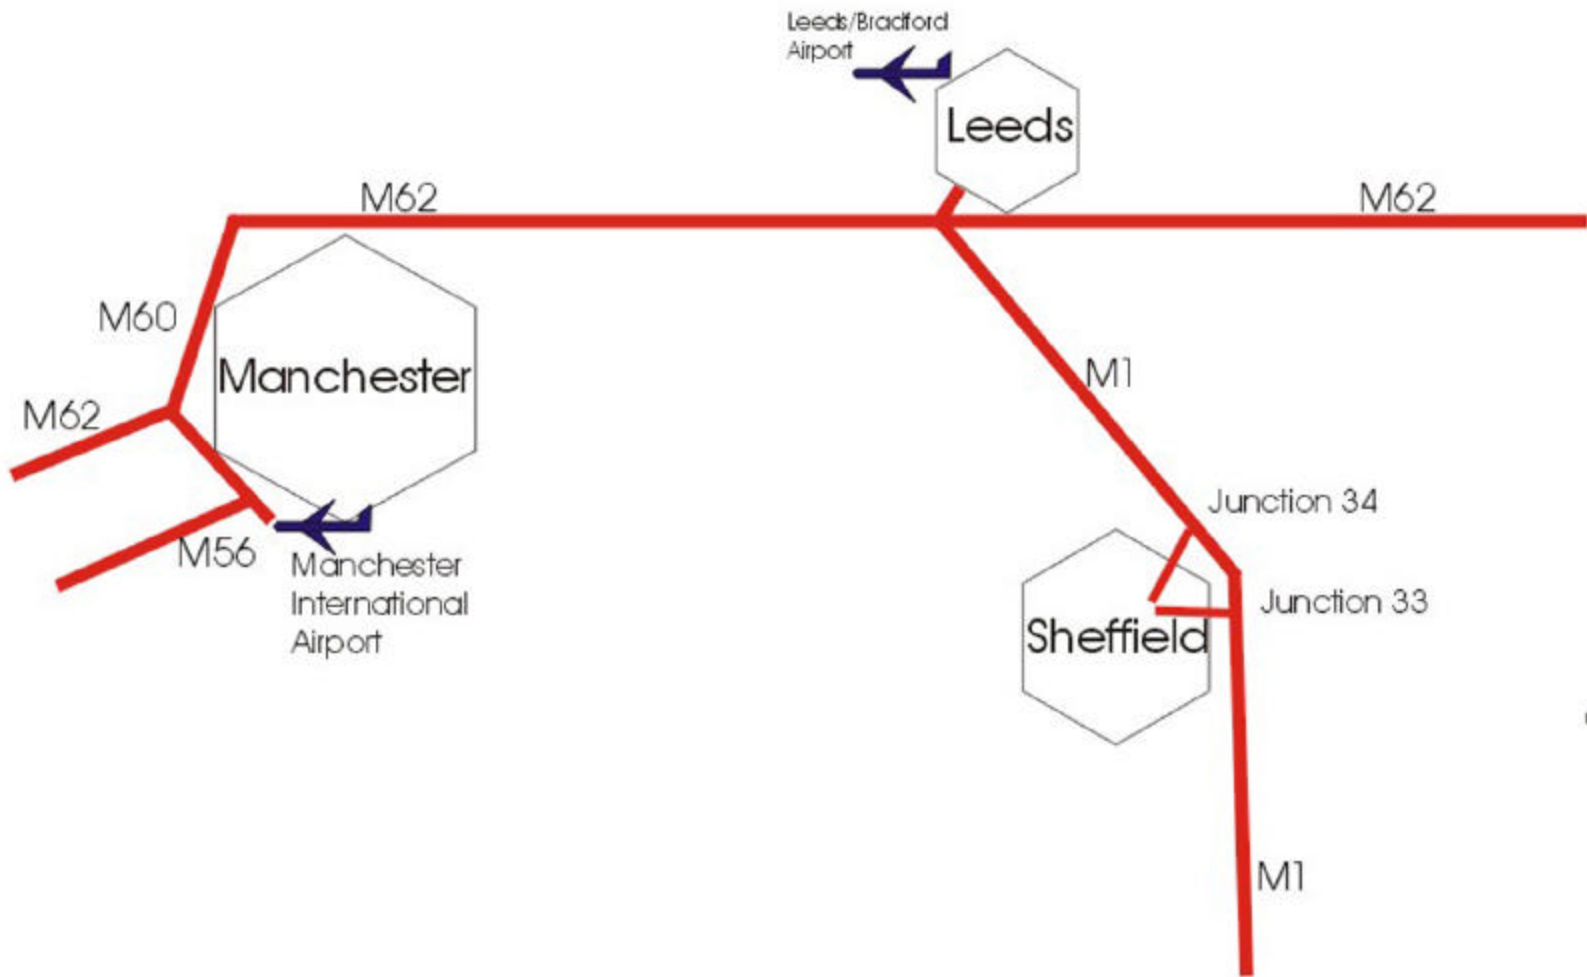 Leeds/Bradford
Airport
Leeds
M62
M62
M60
Manchester
M1
M62
Junction 34
M56
Manchester
International
Airport
Junction 33
Sheffield
M1